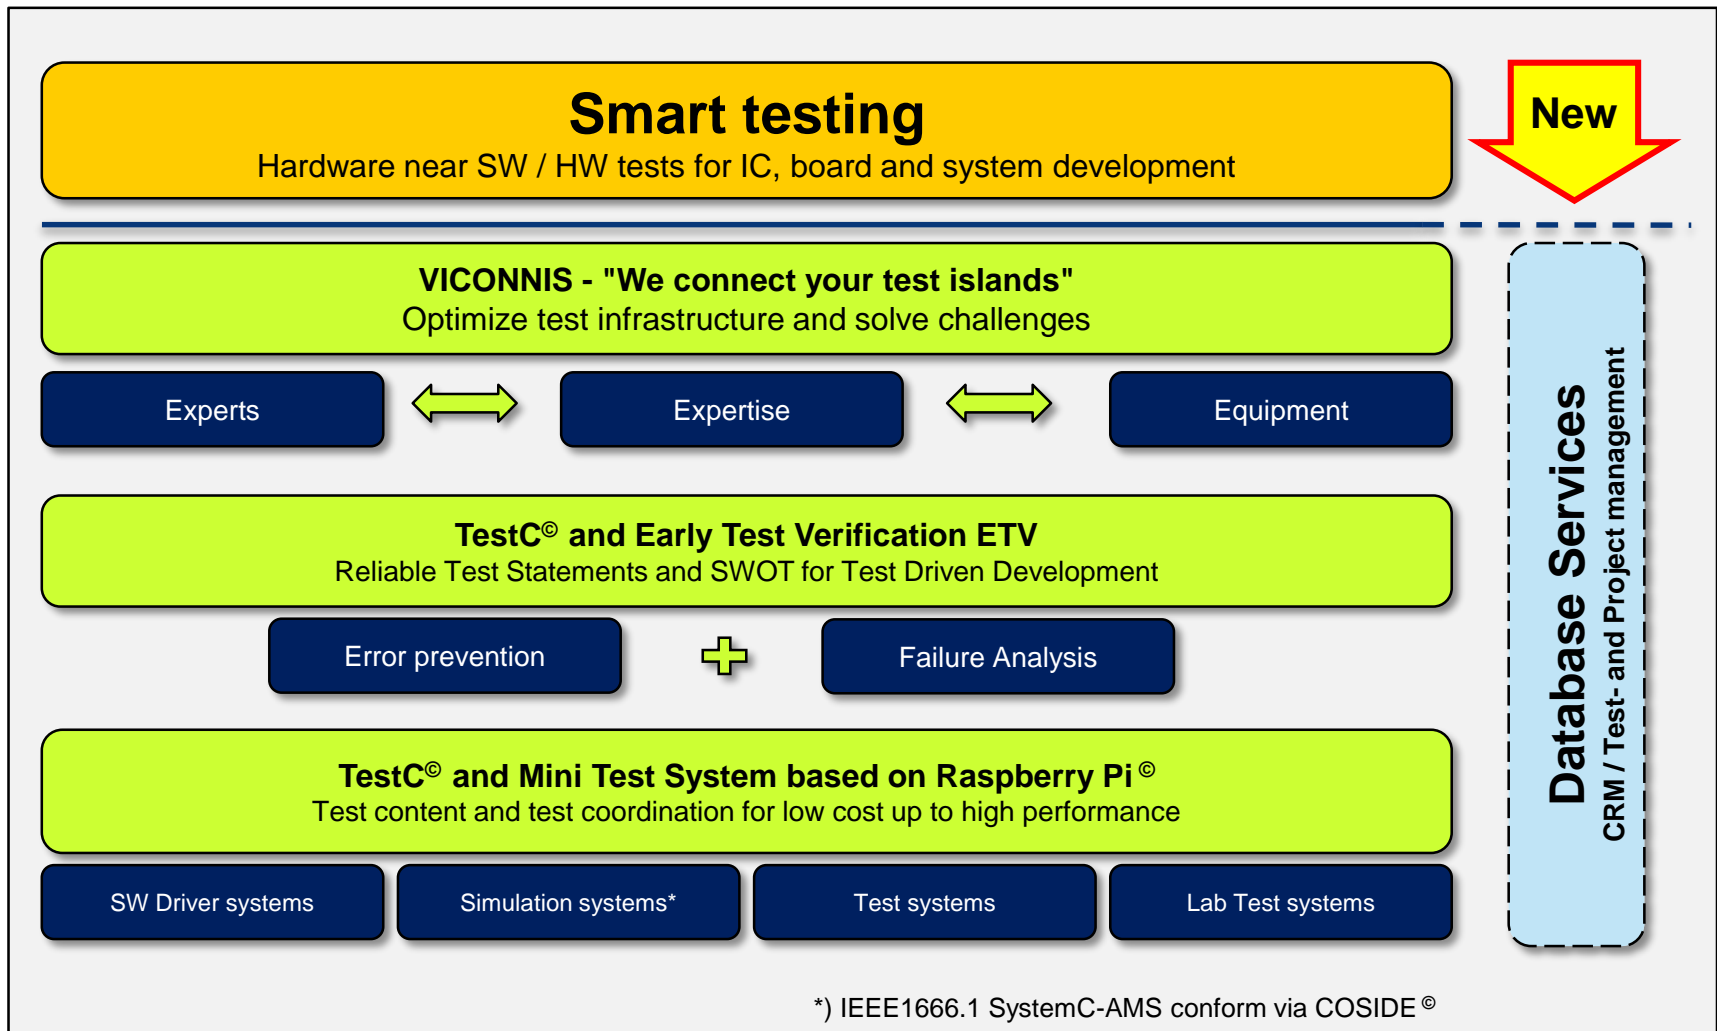 Smart testing
Hardware near SW / HW tests for IC, board and system development
New
VICONNIS - "We connect your test islands"
Optimize test infrastructure and solve challenges
Experts
Expertise
Equipment
TestC© and Early Test Verification ETV
Reliable Test Statements and SWOT for Test Driven Development
Error prevention
Failure Analysis
TestC© and Mini Test System based on Raspberry Pi ©
Test content and test coordination for low cost up to high performance
SW Driver systems
Simulation systems*
Test systems
Lab Test systems
Database Services
CRM / Test- and Project management
*) IEEE1666.1 SystemC-AMS conform via COSIDE ©